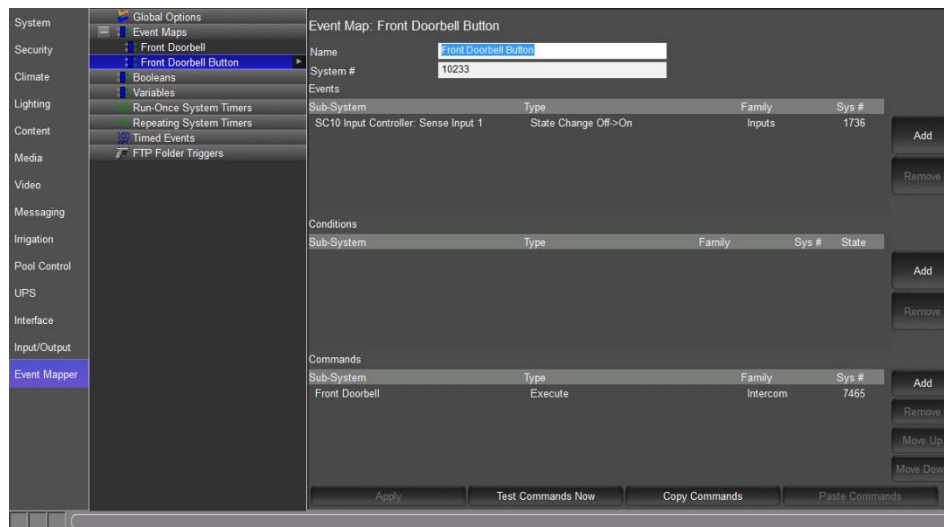 System
Security
Climate
Lighting
Content
Media
Video
Messaging
Irrigation
Pool Control
UPS
Interface
Input/Output
Event Mapper
Global Options
Event Maps
Front Doorbell
Front Doorbell Button
Booleans
Variables
Run-Once System Timers
Repeating System Timers
Timed Events
FTP Folder Triggers
Event Map: Front Doorbell Button
Name Front Doorbell Button
System # 10233
Events
Sub-System Type Family Sys #
SC10 Input Controller: Sense Input 1 State Change Off->On Inputs 1736
Add
Remove
Conditions
Sub-System Type Family Sys # State
Add
Remove
Commands
Sub-System Type Family Sys #
Front Doorbell Execute Intercom 7465
Add
Remove
Move Up
Move Dow
Apply Test Commands Now Copy Commands Paste Commands